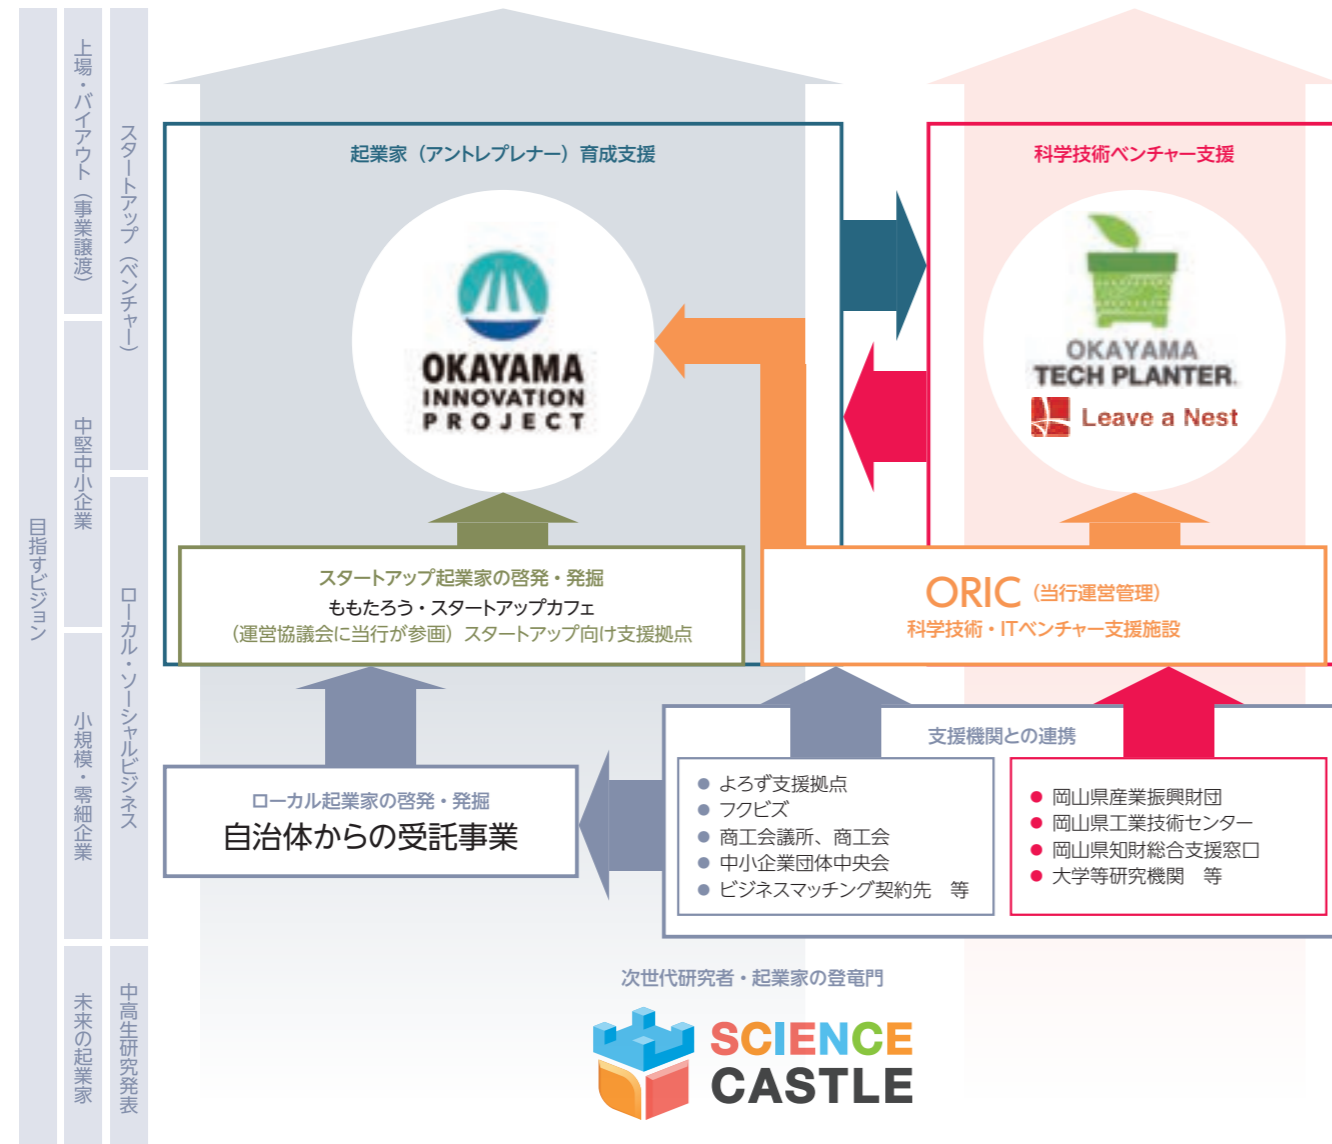 目指すビジョン
上場・バイアウト（事業譲渡）
中堅中小企業
小規模・零細企業
未来の起業家
スタートアップ（ベンチャー）
ローカル・ソーシャルビジネス
中高生研究発表
起業家（アントレプレナー）育成支援
OKAYAMA
INNOVATION
PROJECT
科学技術ベンチャー支援
OKAYAMA
TECH PLANTER.
Leave a Nest
スタートアップ起業家の啓発・発掘
ももたろう・スタートアップカフェ
（運営協議会に当行が参画）スタートアップ向け支援拠点
ORIC（当行運営管理）
科学技術・ITベンチャー支援施設
ローカル起業家の啓発・発掘
自治体からの受託事業
支援機関との連携
● よろず支援拠点
● フクビズ
● 商工会議所、商工会
● 中小企業団体中央会
● ビジネスマッチング契約先　等
● 岡山県産業振興財団
● 岡山県工業技術センター
● 岡山県知財総合支援窓口
● 大学等研究機関　等
次世代研究者・起業家の登竜門
SCIENCE
CASTLE